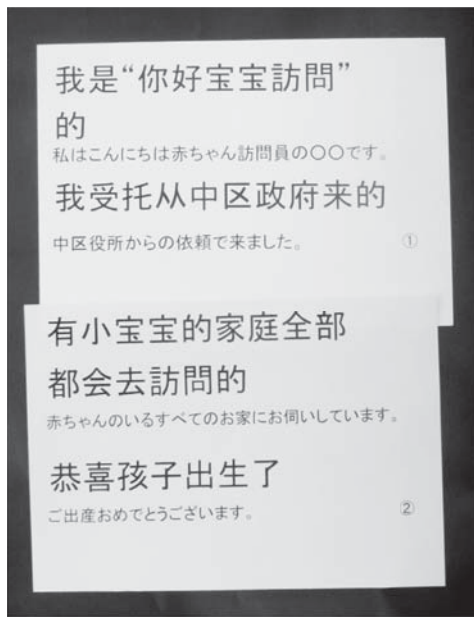 我是“你好宝宝訪問”
的
私はこんにちは赤ちゃん訪問員の〇〇です。
我受托从中区政府来的
中区役所からの依頼で来ました。
①
有小宝宝的家庭全部
都会去訪問的
赤ちゃんのいるすべてのお家にお伺いしています。
恭喜孩子出生了
ご出産おめでとうございます。
②